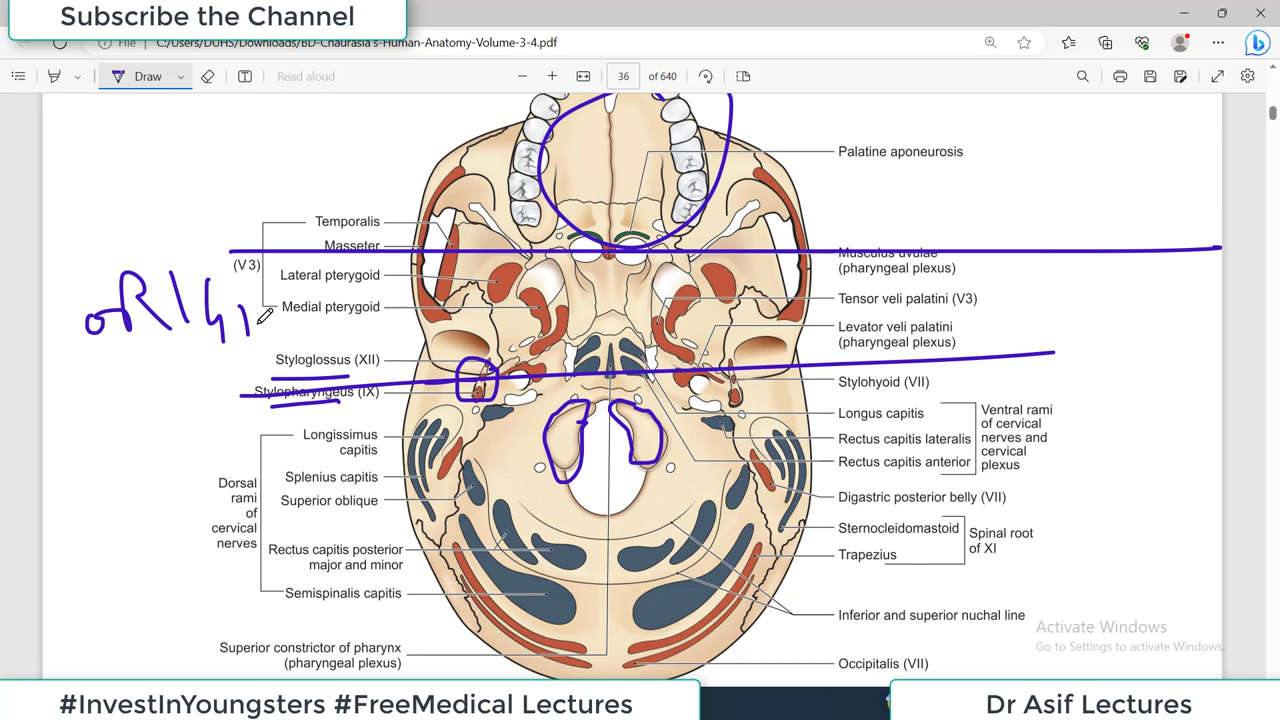 Subscribe the Channel
File
C:/Users/DUHS/Downloads/BD-Chaurasia's-Human-Anatomy-Volume-3-4.pdf
Draw
Read aloud
36 of 640
Palatine aponeurosis
Temporalis
Masseter
(V3)
Lateral pterygoid
Medial pterygoid
Styloglossus (XII)
Stylopharyngeus (IX)
Longissimus
capitis
Splenius capitis
Superior oblique
Dorsal
rami
of
cervical
nerves
Rectus capitis posterior
major and minor
Semispinalis capitis
Superior constrictor of pharynx
(pharyngeal plexus)
Musculus uvulae
(pharyngeal plexus)
Tensor veli palatini (V3)
Levator veli palatini
(pharyngeal plexus)
Stylohyoid (VII)
Longus capitis
Rectus capitis lateralis
Rectus capitis anterior
Ventral rami
of cervical
nerves and
cervical
plexus
Digastric posterior belly (VII)
Sternocleidomastoid
Trapezius
Spinal root
of XI
Inferior and superior nuchal line
Occipitalis (VII)
oRIGI
Activate Windows
Go to Settings to activate Windows.
#InvestInYoungsters #FreeMedical Lectures
Dr Asif Lectures